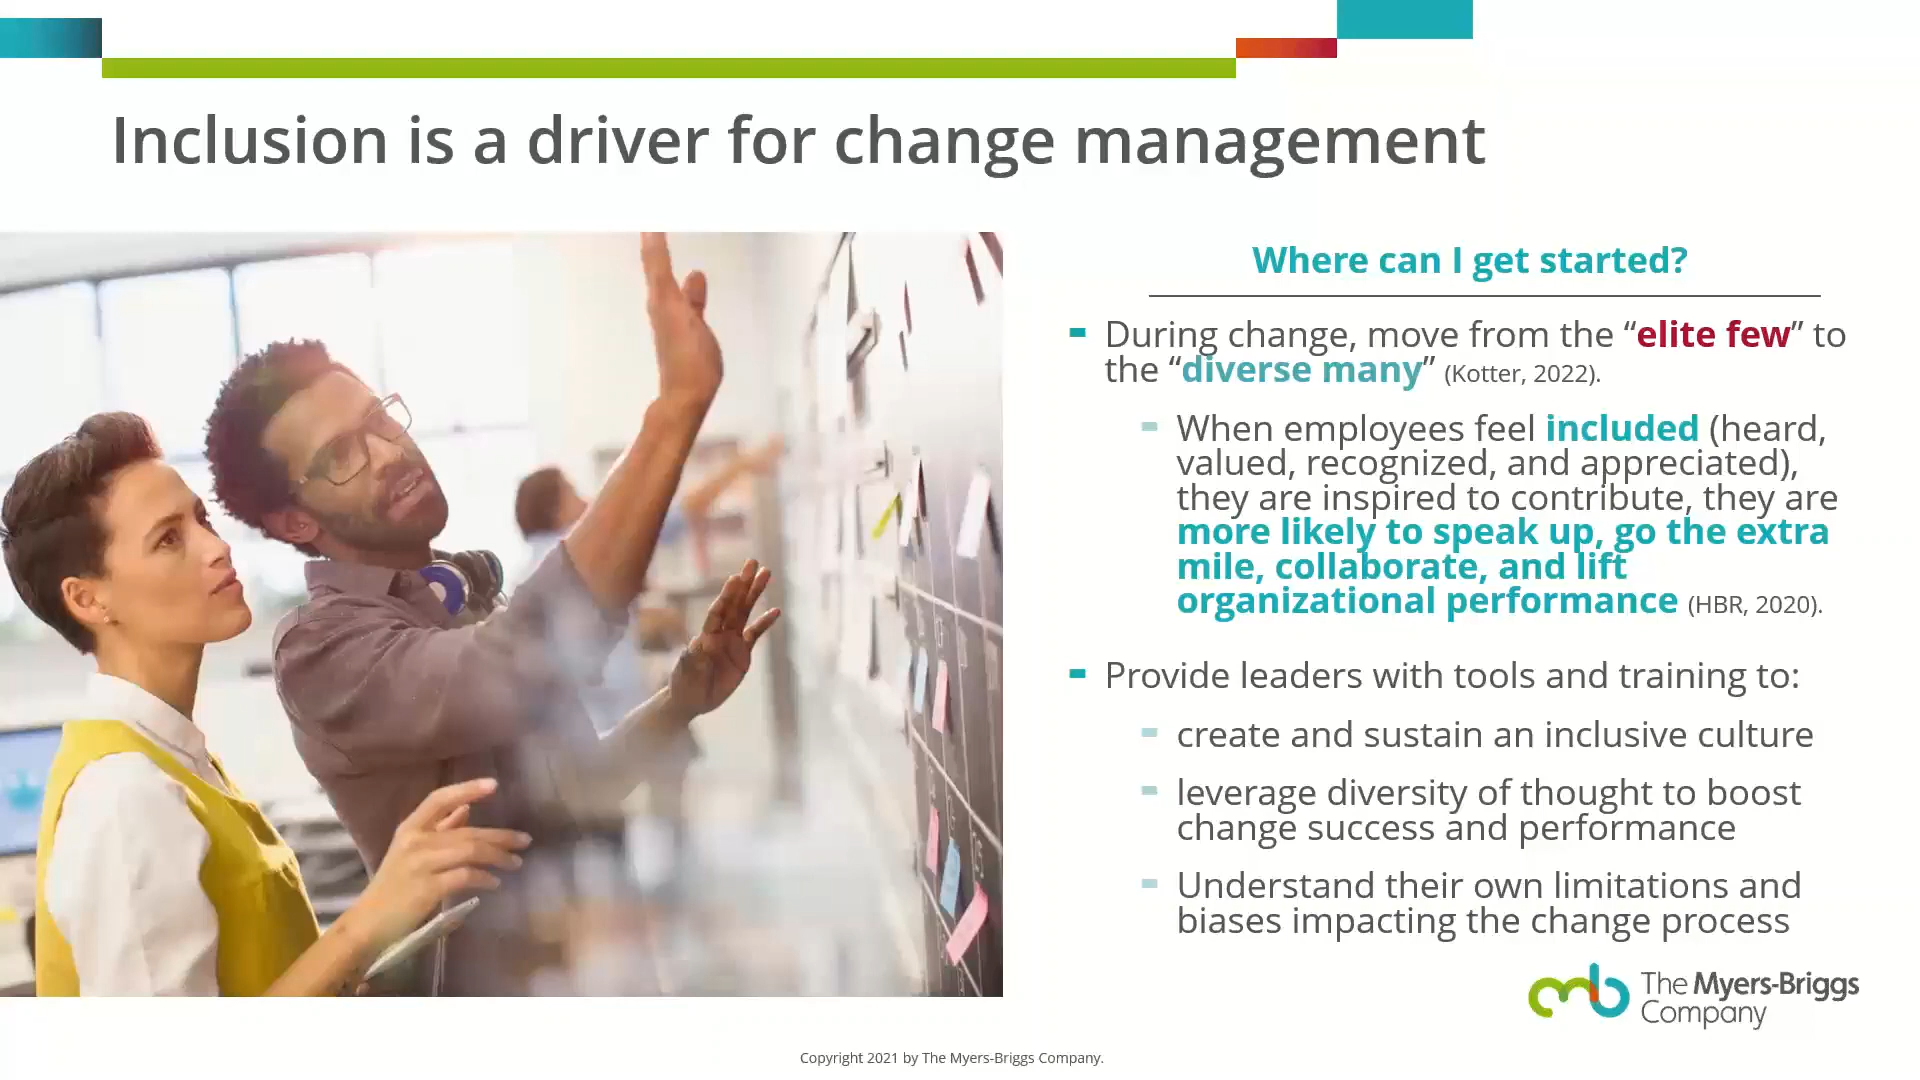 Inclusion is a driver for change management
Where can I get started?
During change, move from the “elite few” to
the “diverse many” (Kotter, 2022).
When employees feel included (heard,
valued, recognized, and appreciated),
they are inspired to contribute, they are
more likely to speak up, go the extra
mile, collaborate, and lift
organizational performance (HBR, 2020).
Provide leaders with tools and training to:
create and sustain an inclusive culture
leverage diversity of thought to boost
change success and performance
Understand their own limitations and
biases impacting the change process
The Myers-Briggs
Company
Copyright 2021 by The Myers-Briggs Company.